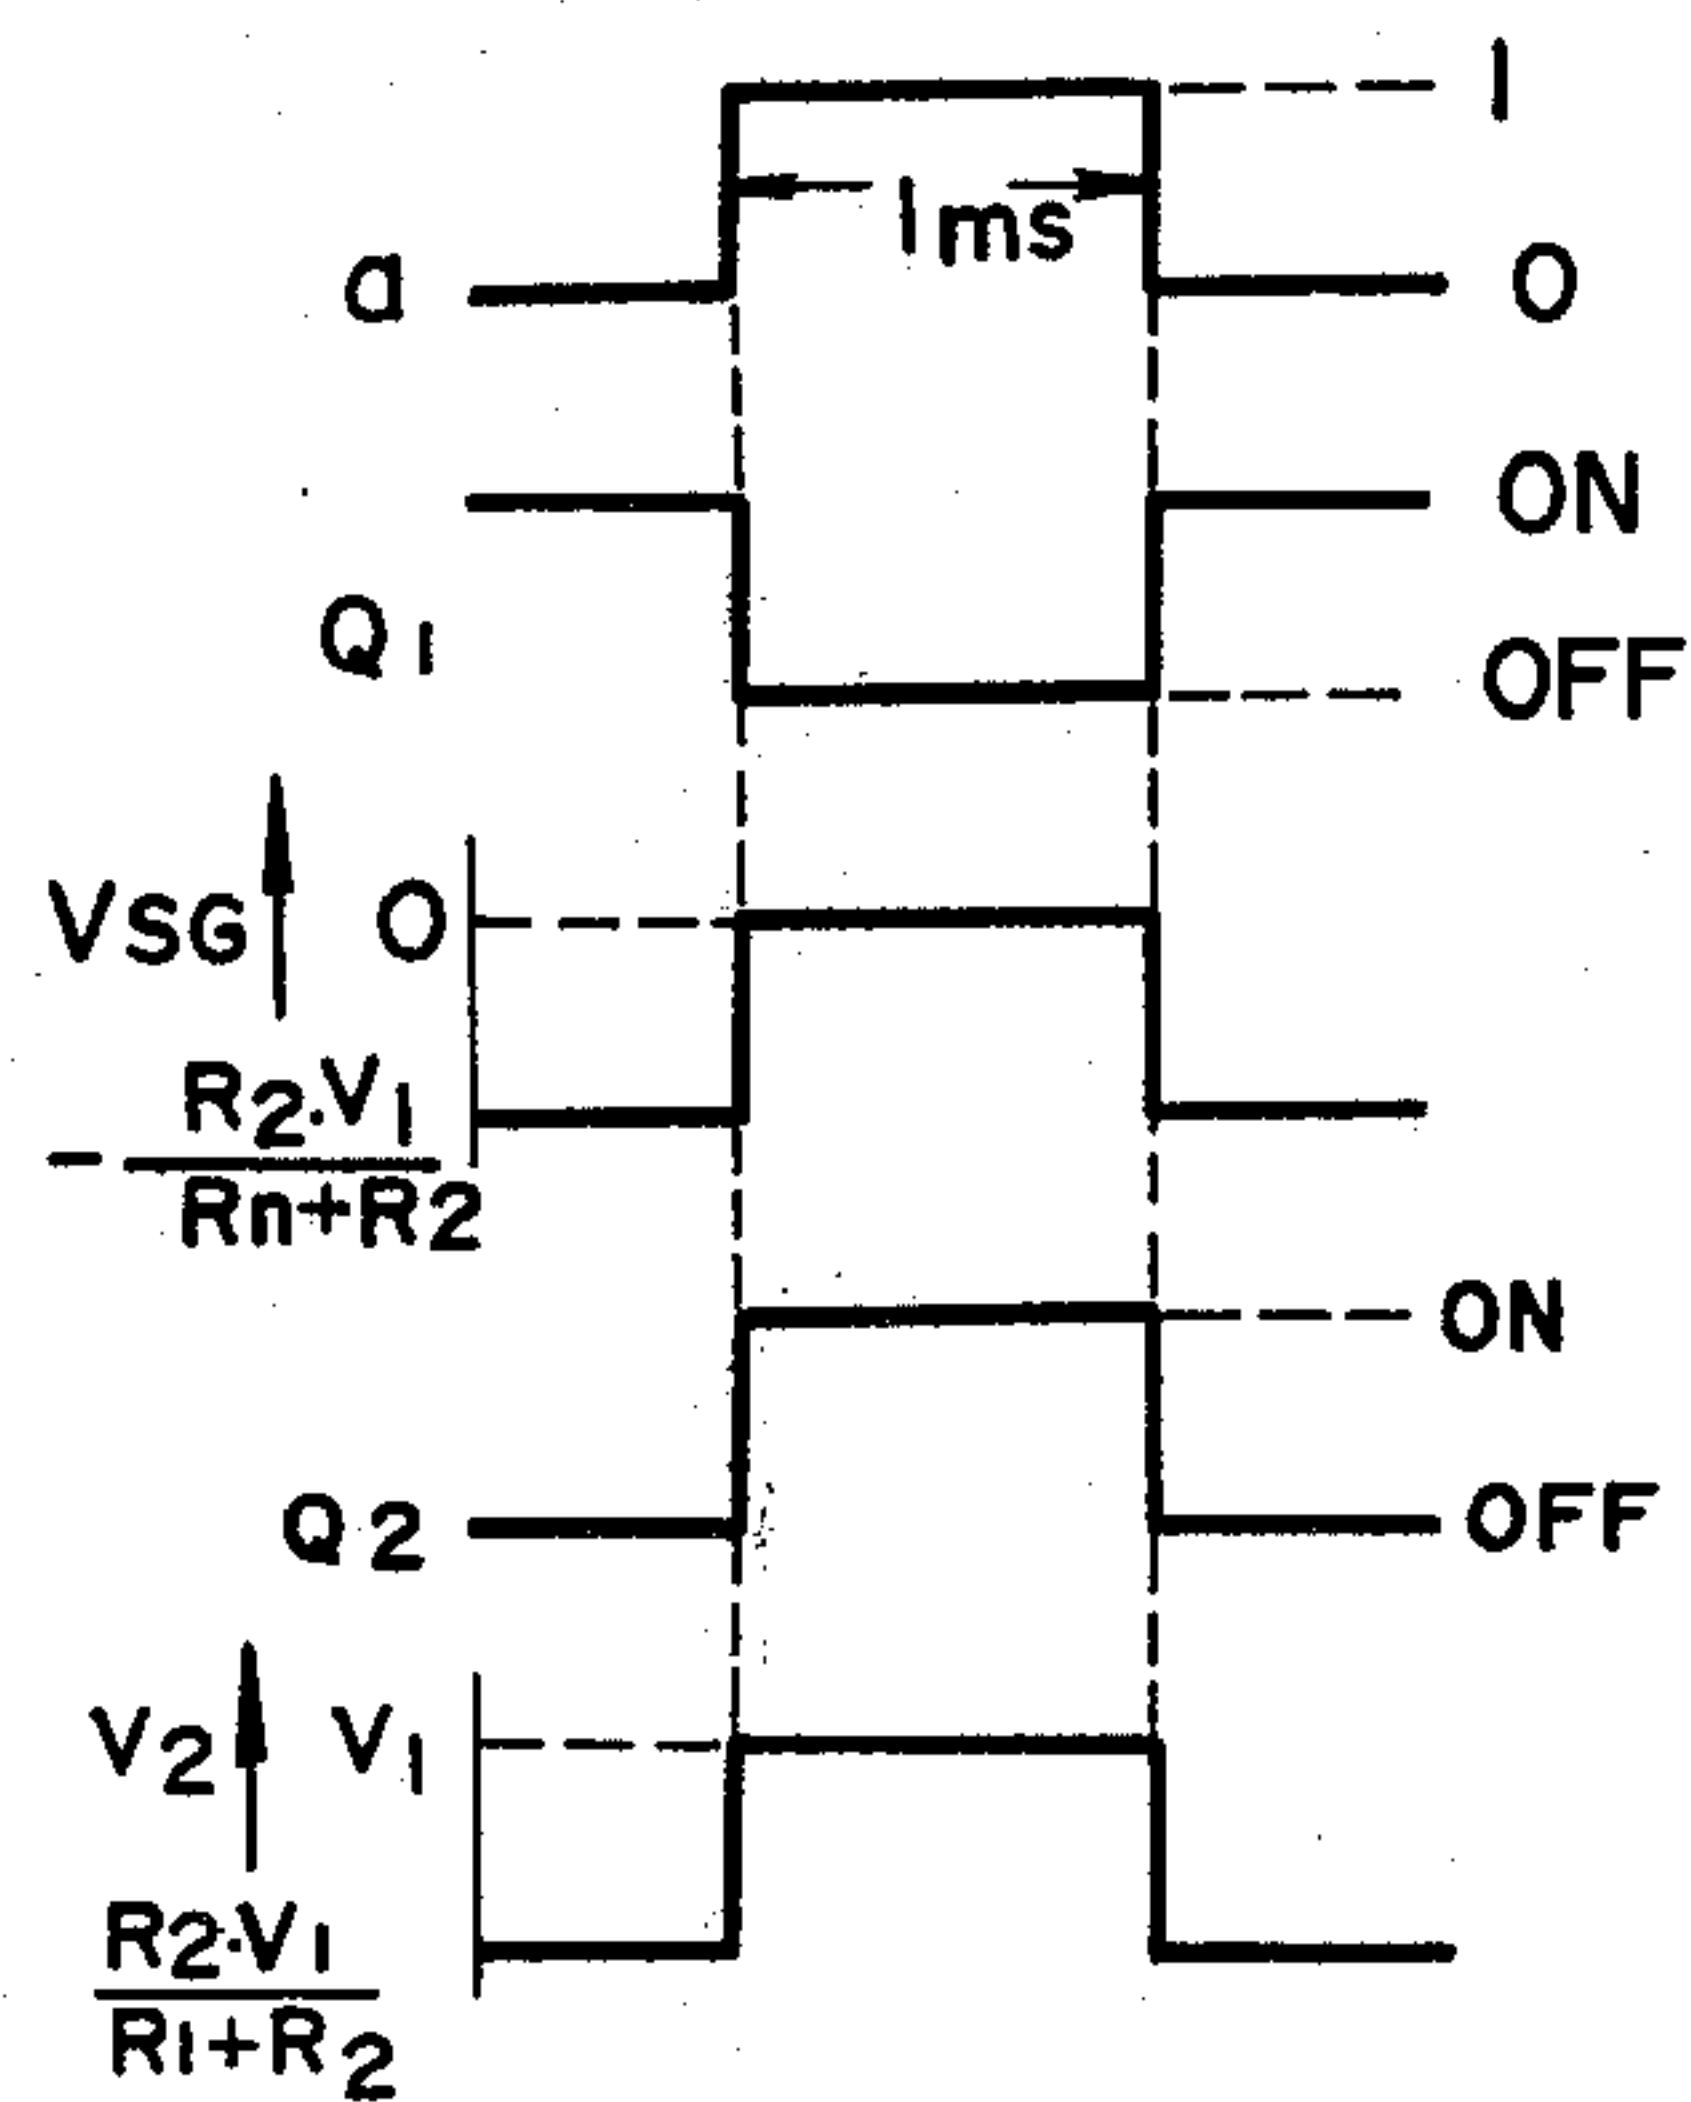 1
1ms
a
0
ON
Q1
OFF
VSG 0
- R2·V1
Rn+R2
ON
Q2
OFF
V2 V1
R2·V1
R1+R2